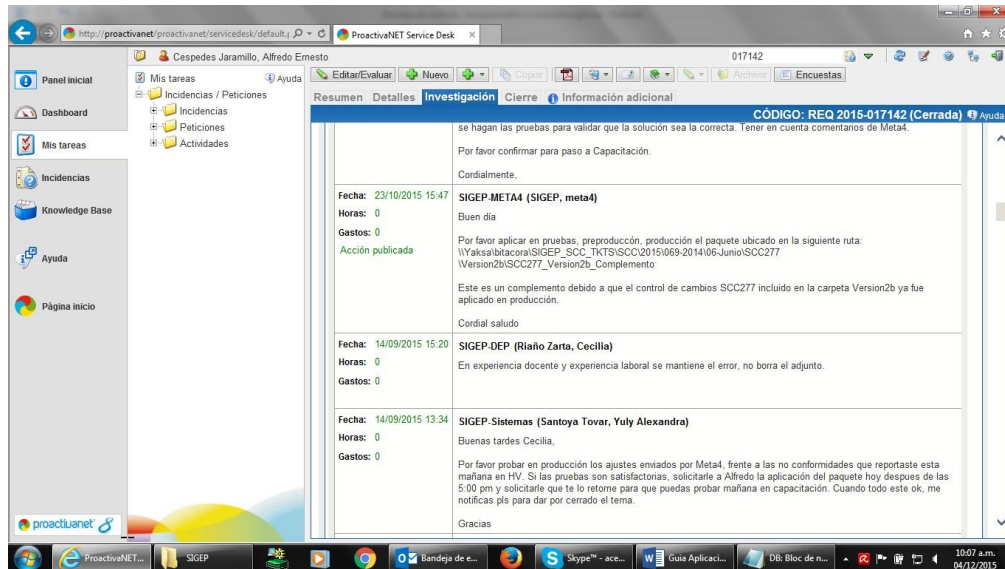 http://proactivanet/proactivanet/servicedesk/default.
ProactivaNET Service Desk
Cespedes Jaramillo, Alfredo Ernesto
017142
Panel inicial
Dashboard
Mis tareas
Incidencias
Knowledge Base
Ayuda
Página inicio
proactivanet 8
Mis tareas
Ayuda
Incidencias / Peticiones
Incidencias
Peticiones
Actividades
Editar/Evaluar Nuevo Copiar Archivar Encuestas
Resumen Detalles Investigación Cierre Información adicional
CÓDIGO: REQ 2015-017142 (Cerrada) Ayuda
se hagan las pruebas para validar que la solución sea la correcta. Tener en cuenta comentarios de Meta4.
Por favor confirmar para paso a Capacitación.
Cordialmente,
Fecha: 23/10/2015 15:47
Horas: 0
Gastos: 0
Acción publicada
SIGEP-META4 (SIGEP, meta4)
Buen día
Por favor aplicar en pruebas, preproduccón, producción el paquete ubicado en la siguiente ruta:
\\Yaksa\bitacora\SIGEP_SCC_TKTS\SCC\2015\069-2014\06-Junio\SCC277
\Version2b\SCC277_Version2b_Complemento
Este es un complemento debido a que el control de cambios SCC277 incluido en la carpeta Version2b ya fue
aplicado en producción.
Cordial saludo
Fecha: 14/09/2015 15:20
Horas: 0
Gastos: 0
SIGEP-DEP (Riaño Zarta, Cecilia)
En experiencia docente y experiencia laboral se mantiene el error, no borra el adjunto.
Fecha: 14/09/2015 13:34
Horas: 0
Gastos: 0
SIGEP-Sistemas (Santoya Tovar, Yuly Alexandra)
Buenas tardes Cecilia,
Por favor probar en producción los ajustes enviados por Meta4, frente a las no conformidades que reportaste esta
mañana en HV. Si las pruebas son satisfactorias, solicitarle a Alfredo la aplicación del paquete hoy despues de las
5:00 pm y solicitarle que te lo retorne para que puedas probar mañana en capacitación. Cuando todo este ok, me
notificas pls para dar por cerrado el tema.
Gracias
ProactivaNET... SIGEP Bandeja de e... Skype™ - ace... Guia Aplicaci... DB: Bloc de n...
10:07 a.m.
04/12/2015